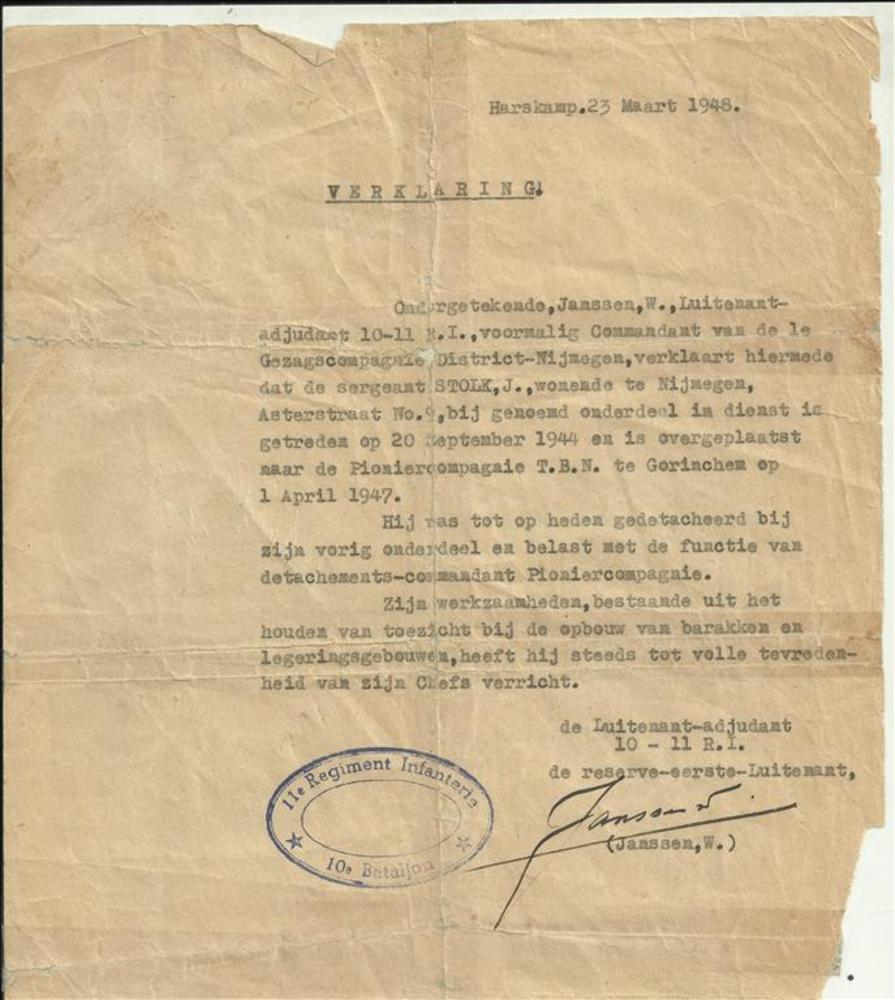 Harskamp.23 Maart 1948.
VERKLARING.
Ondergetekende,Janssen,W.,Luitenant-
adjudant 10-11 R.I.,voormalig Commandant van de 1e
Gezagscompagnie District-Nijmegen,verklaart hiermede
dat de sergeant STOLK,J.,wonende te Nijmegen,
Asterstraat No.9,bij genoemd onderdeel in dienst is
getreden op 20 September 1944 en is overgeplaatst
naar de Pioniercompagnie T.B.N. te Gorinchem op
1 April 1947.
Hij was tot op heden gedetacheerd bij
zijn vorig onderdeel en belast met de functie van
detachements-commandant Pioniercompagnie.
Zijn werkzaamheden,bestaande uit het
houden van toezicht bij de opbouw van barakken en
legeringsgebouwen,heeft hij steeds tot volle tevreden-
heid van zijn Chefs verricht.
de Luitenant-adjudant
10 - 11 R.I.
de reserve-eerste-Luitenant,
Janssen W.
(Janssen,W.)
11e Regiment Infanterie
10e Bataljon